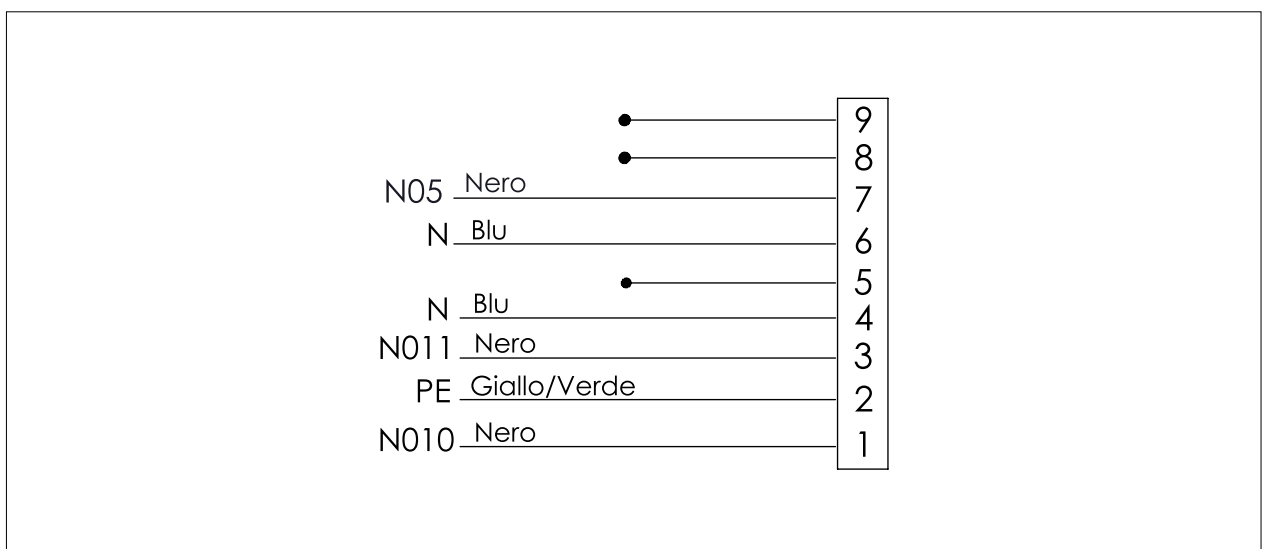 9
8
N05 Nero 7
N Blu 6
5
N Blu 4
N011 Nero 3
PE Giallo/Verde 2
N010 Nero 1